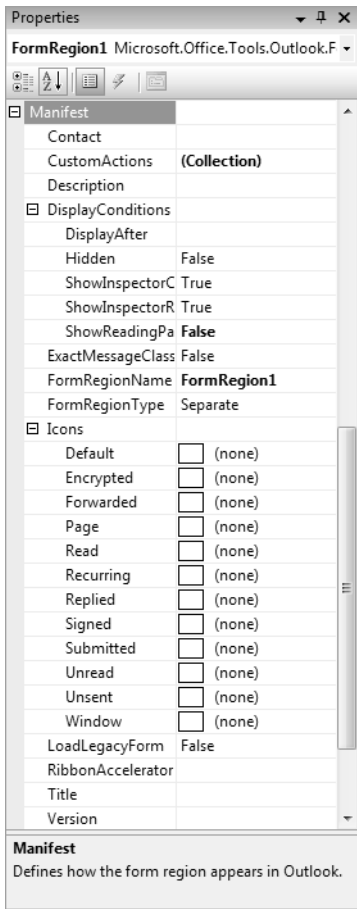 Properties
FormRegion1 Microsoft.Office.Tools.Outlook.F
Manifest
Contact
CustomActions (Collection)
Description
DisplayConditions
DisplayAfter
Hidden False
ShowInspectorC True
ShowInspectorR True
ShowReadingPa False
ExactMessageClass False
FormRegionName FormRegion1
FormRegionType Separate
Icons
Default (none)
Encrypted (none)
Forwarded (none)
Page (none)
Read (none)
Recurring (none)
Replied (none)
Signed (none)
Submitted (none)
Unread (none)
Unsent (none)
Window (none)
LoadLegacyForm False
RibbonAccelerator
Title
Version
Manifest
Defines how the form region appears in Outlook.